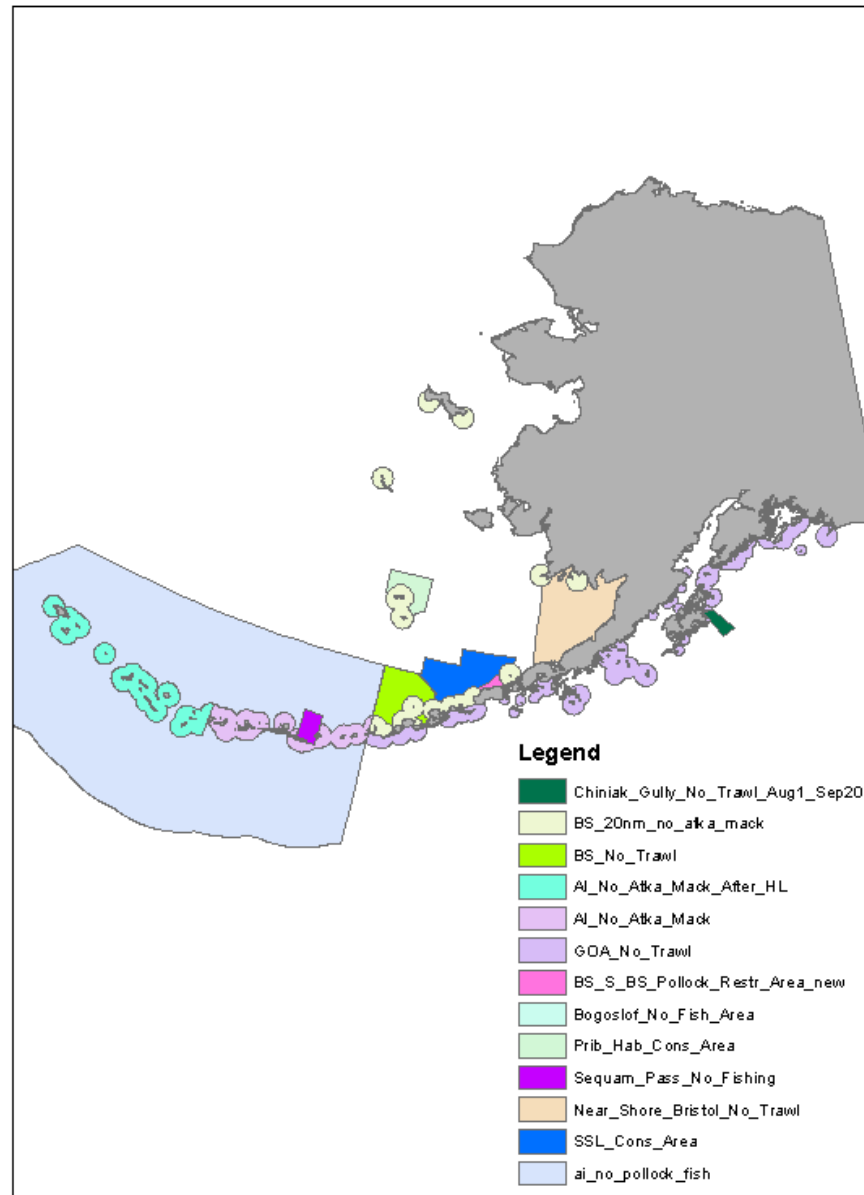 Legend
Chiniak_Gully_No_Trawl_Aug1_Sep20
BS_20nm_no_atka_mack
BS_No_Trawl
AI_No_Atka_Mack_After_HL
AI_No_Atka_Mack
GOA_No_Trawl
BS_S_BS_Pollock_Restr_Area_new
Bogoslof_No_Fish_Area
Prib_Hab_Cons_Area
Sequam_Pass_No_Fishing
Near_Shore_Bristol_No_Trawl
SSL_Cons_Area
ai_no_pollock_fish